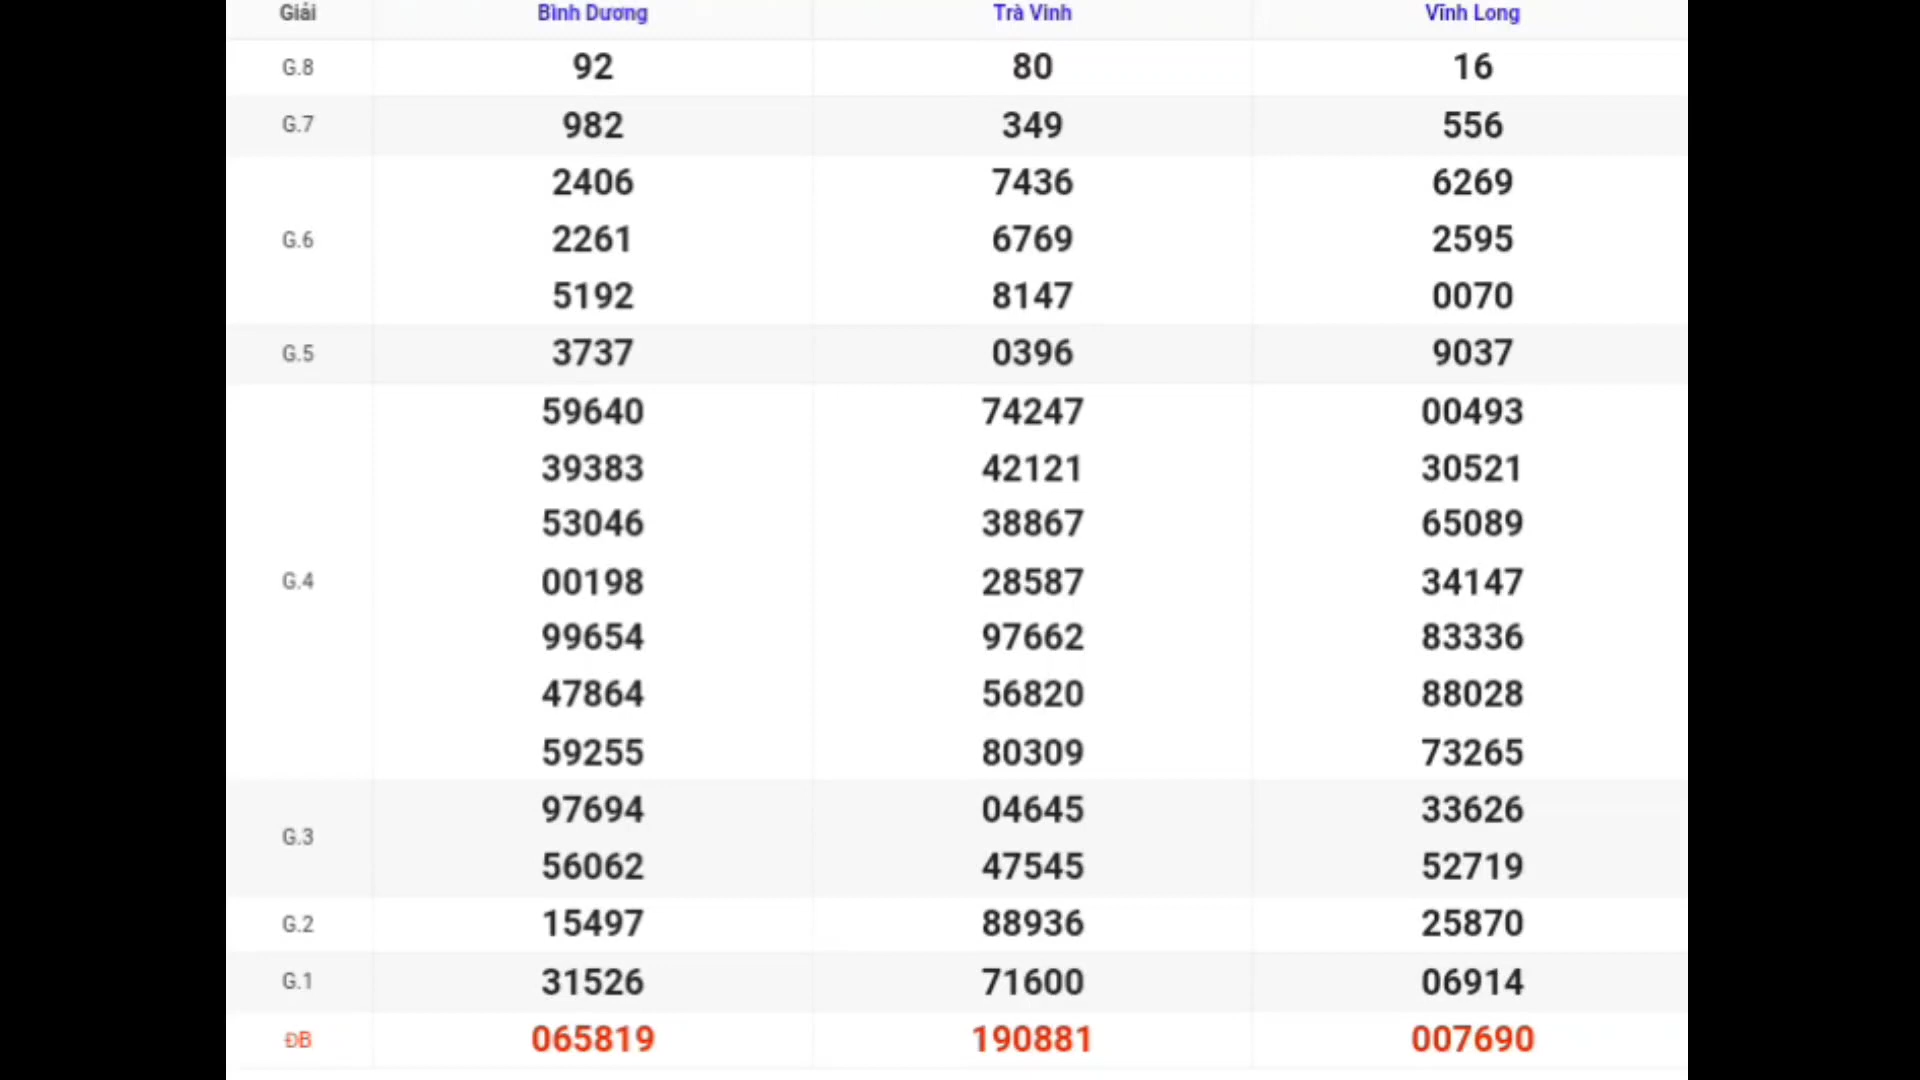 Giải Bình Dương Trà Vinh Vĩnh Long
G.8 92 80 16
G.7 982 349 556
2406 7436 6269
G.6 2261 6769 2595
5192 8147 0070
G.5 3737 0396 9037
59640 74247 00493
39383 42121 30521
53046 38867 65089
G.4 00198 28587 34147
99654 97662 83336
47864 56820 88028
59255 80309 73265
G.3 97694 04645 33626
56062 47545 52719
G.2 15497 88936 25870
G.1 31526 71600 06914
ĐB 065819 190881 007690